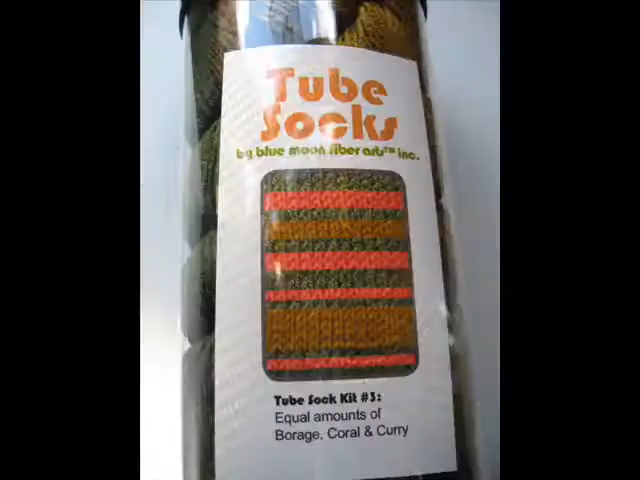 Tube
Socks
by blue moon fiber arts™ inc.
Tube Sock Kit #3:
Equal amounts of
Borage, Coral & Curry